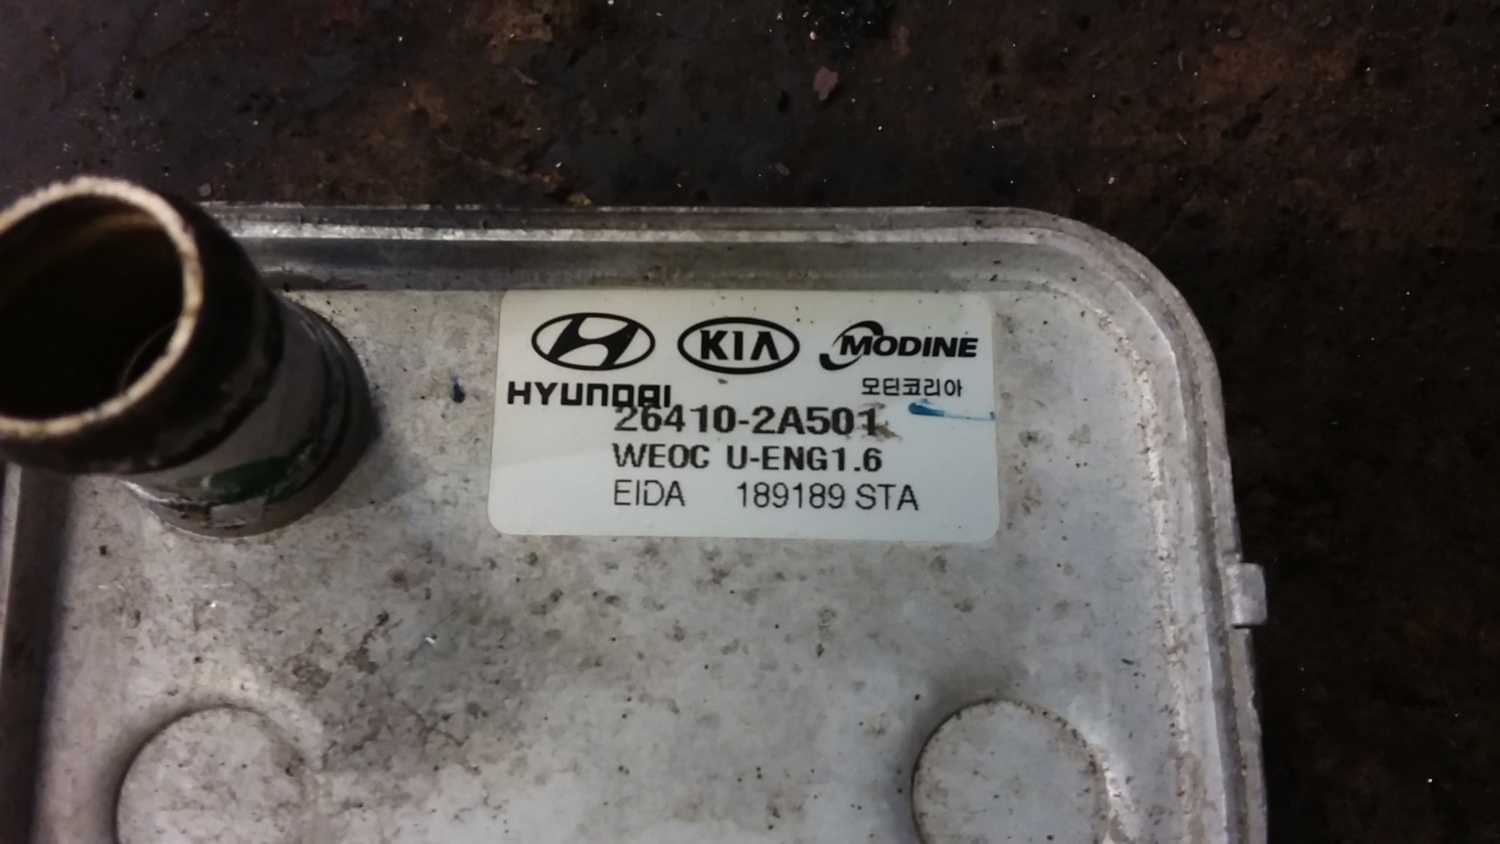 KIA MODINE
HYUNDAI 모딘코리아
26410-2A501
WEOC U-ENG1.6
EIDA 189189 STA